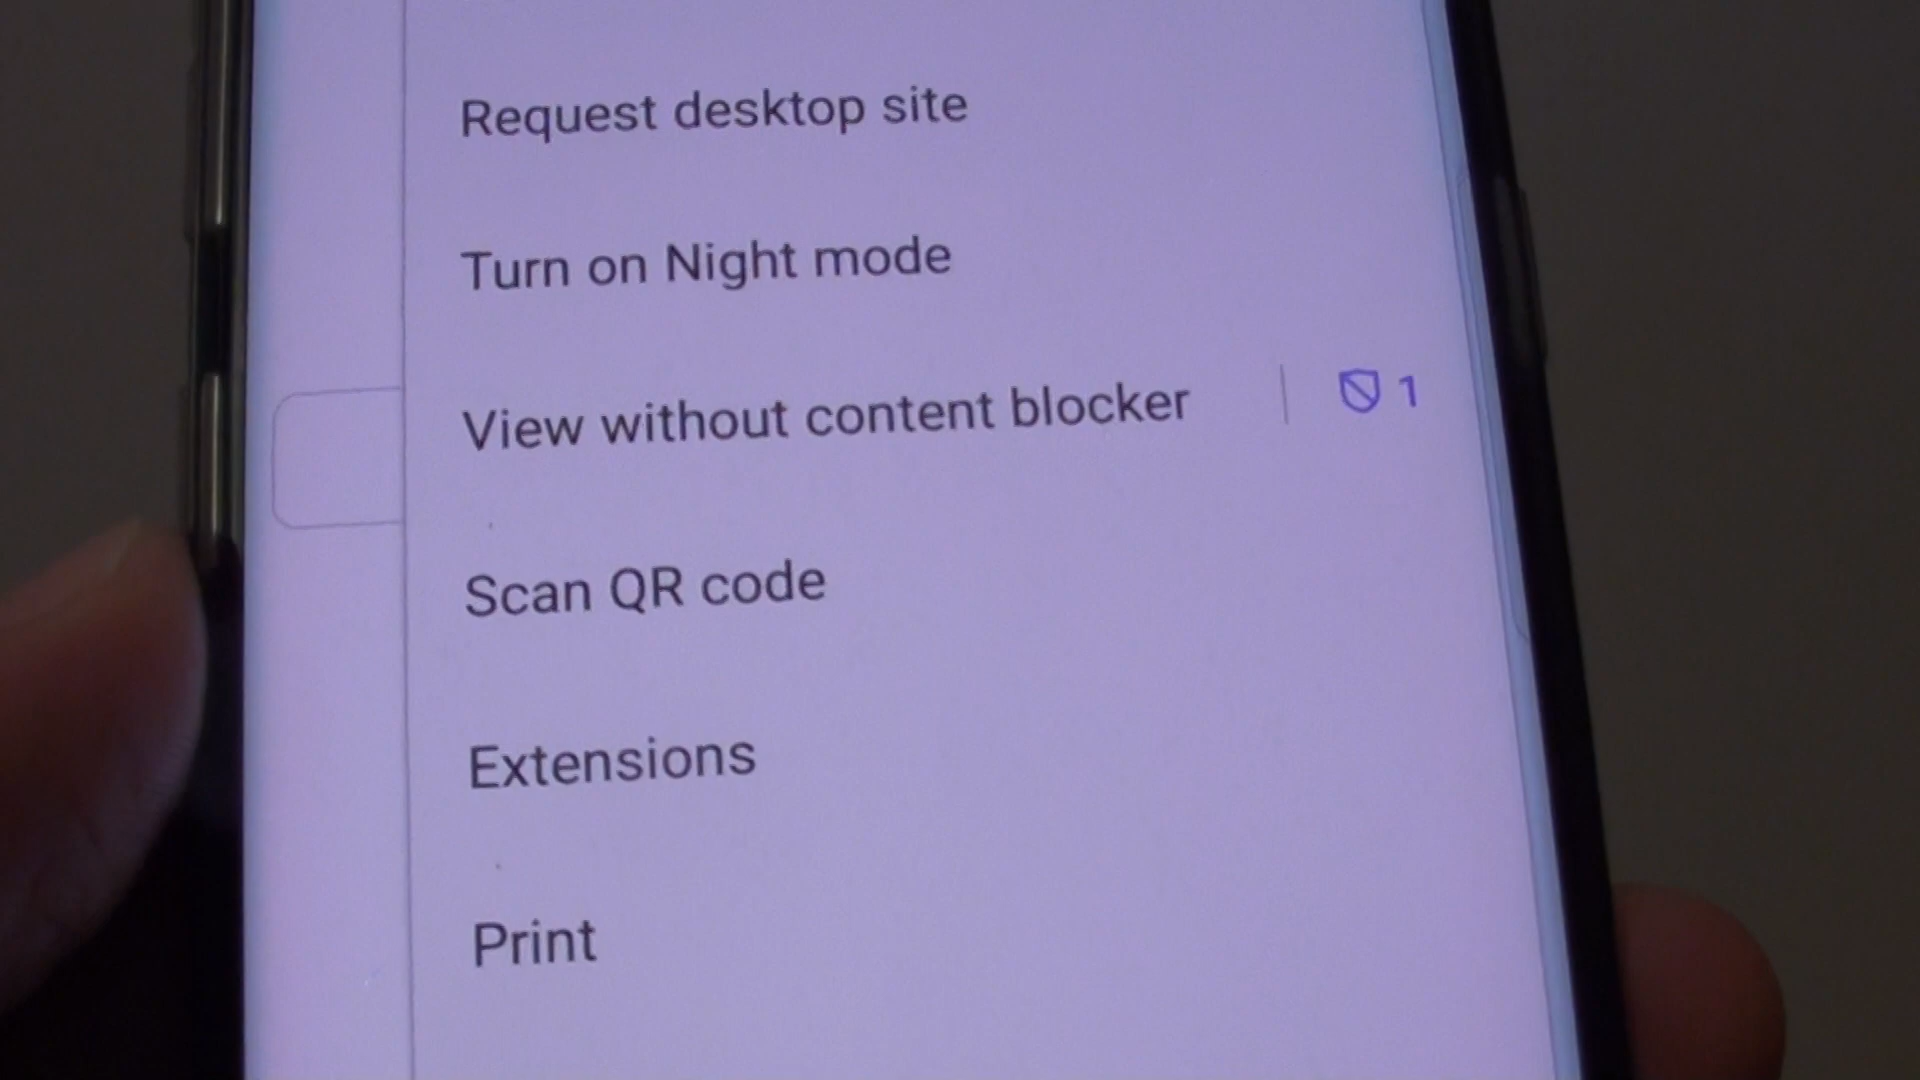 Request desktop site
Turn on Night mode
View without content blocker 1
Scan QR code
Extensions
Print